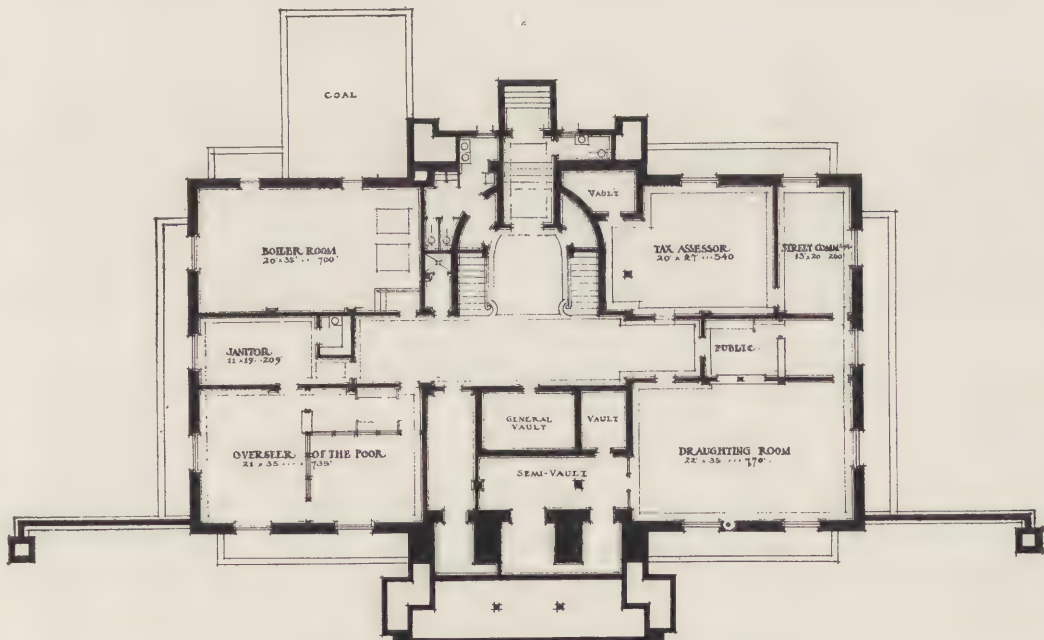 COAL
VAULT
BOILER ROOM
20 x 35 ··· 700'
TAX ASSESSOR
20 x 27 ··· 540
STREET COMM
13 x 20 260'
JANITOR
11 x 19 · 209'
PUBLIC
GENERAL
VAULT
VAULT
OVERSEER OF THE POOR
21 x 35 ····· 735'
SEMI-VAULT
DRAUGHTING ROOM
22 x 35 ··· 770'